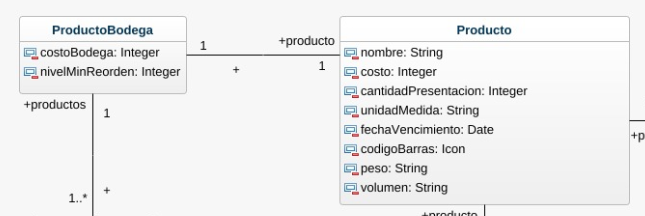 ProductoBodega
costoBodega: Integer
nivelMinReorden: Integer
+productos
1
1..*
+
1
+
+producto
1
Producto
nombre: String
costo: Integer
cantidadPresentacion: Integer
unidadMedida: String
fechaVencimiento: Date
codigoBarras: Icon
peso: String
volumen: String
+p
+producto